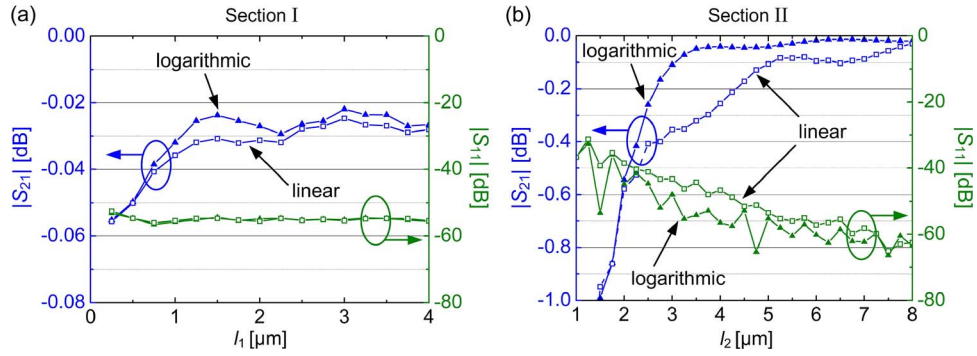 (a)
Section I
0.00
-0.02
-0.04
-0.06
-0.08
|S21| [dB]
logarithmic
linear
0
-20
-40
-60
-80
|S11| [dB]
0
1
2
3
4
l1 [µm]
(b)
Section II
0.0
-0.2
-0.4
-0.6
-0.8
-1.0
|S21| [dB]
logarithmic
linear
logarithmic
0
-20
-40
-60
-80
|S11| [dB]
1
2
3
4
5
6
7
8
l2 [µm]